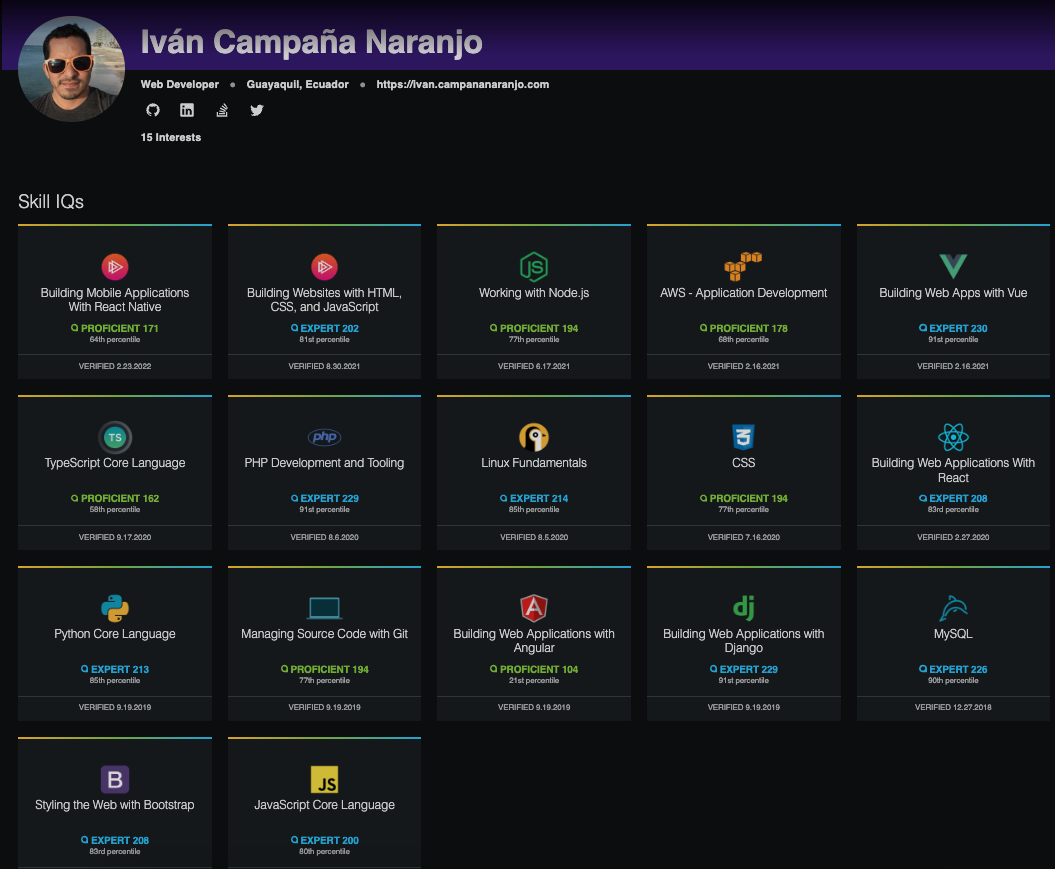 Iván Campaña Naranjo
Web Developer • Guayaquil, Ecuador • https://ivan.campananaranjo.com
15 Interests
Skill IQs
Building Mobile Applications
With React Native
PROFICIENT 171
64th percentile
VERIFIED 2.23.2022
Building Websites with HTML,
CSS, and JavaScript
EXPERT 202
81st percentile
VERIFIED 8.30.2021
JS
Working with Node.js
PROFICIENT 194
77th percentile
VERIFIED 6.17.2021
AWS - Application Development
PROFICIENT 178
68th percentile
VERIFIED 2.16.2021
Building Web Apps with Vue
EXPERT 230
91st percentile
VERIFIED 2.16.2021
TS
TypeScript Core Language
PROFICIENT 162
58th percentile
VERIFIED 9.17.2020
php
PHP Development and Tooling
EXPERT 229
91st percentile
VERIFIED 8.6.2020
Linux Fundamentals
EXPERT 214
85th percentile
VERIFIED 8.5.2020
3
CSS
PROFICIENT 194
77th percentile
VERIFIED 7.16.2020
Building Web Applications With
React
EXPERT 208
83rd percentile
VERIFIED 2.27.2020
Python Core Language
EXPERT 213
85th percentile
VERIFIED 9.19.2019
Managing Source Code with Git
PROFICIENT 194
77th percentile
VERIFIED 9.19.2019
A
Building Web Applications with
Angular
PROFICIENT 104
21st percentile
VERIFIED 9.19.2019
dj
Building Web Applications with
Django
EXPERT 229
91st percentile
VERIFIED 9.19.2019
MySQL
EXPERT 226
90th percentile
VERIFIED 12.27.2018
B
Styling the Web with Bootstrap
EXPERT 208
83rd percentile
JS
JavaScript Core Language
EXPERT 200
80th percentile